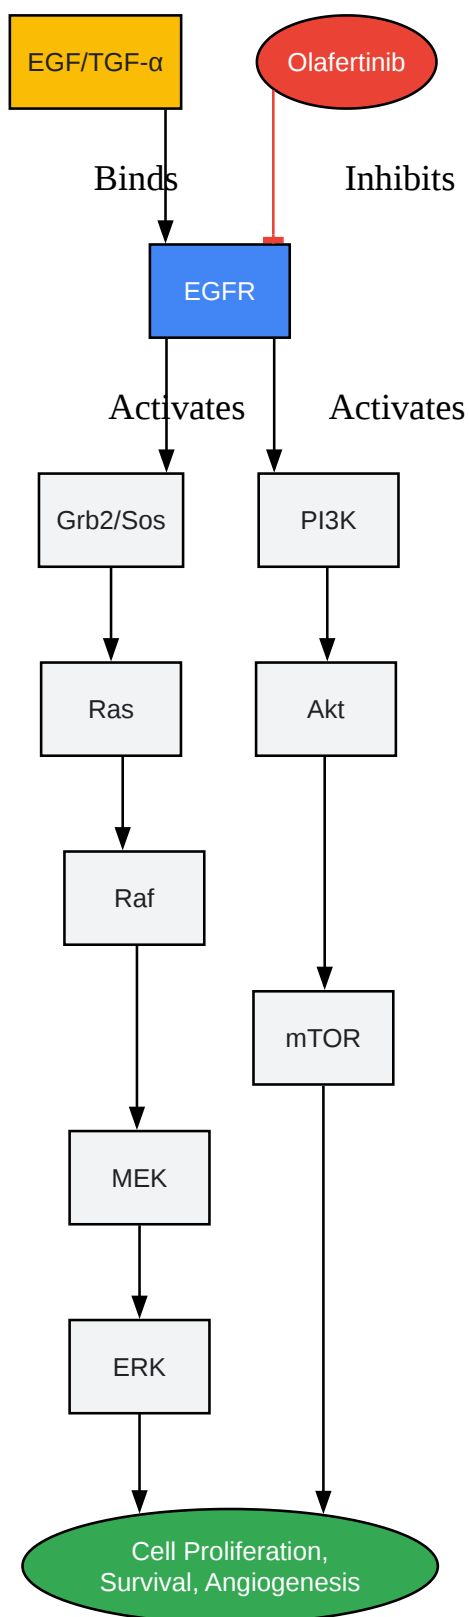 EGF/TGF-α
Olafertinib
Binds
Inhibits
EGFR
Activates
Activates
Grb2/Sos
PI3K
Ras
Akt
Raf
mTOR
MEK
ERK
Cell Proliferation,
Survival, Angiogenesis